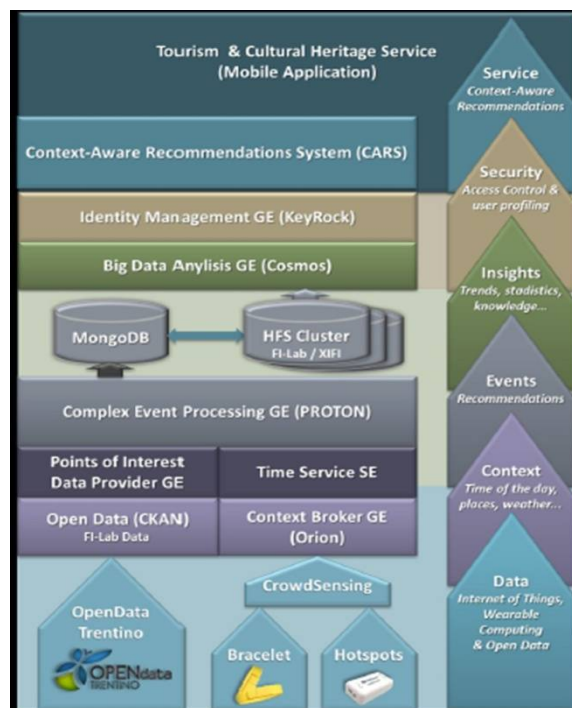 Tourism & Cultural Heritage Service
(Mobile Application)
Service
Context-Aware
Recommendations
Context-Aware Recommendations System (CARS)
Security
Access Control &
user profiling
Identity Management GE (KeyRock)
Big Data Anylisis GE (Cosmos)
Insights
Trends, stadistics,
knowledge...
MongoDB
HFS Cluster
FI-Lab / XIFI
Events
Recommendations
Complex Event Processing GE (PROTON)
Points of Interest
Data Provider GE
Time Service SE
Context
Time of the day,
places, weather...
Open Data (CKAN)
FI-Lab Data
Context Broker GE
(Orion)
Data
Internet of Things,
Wearable
Computing
& Open Data
CrowdSensing
OpenData
Trentino
OPENdata
TRENTINO
Bracelet
Hotspots